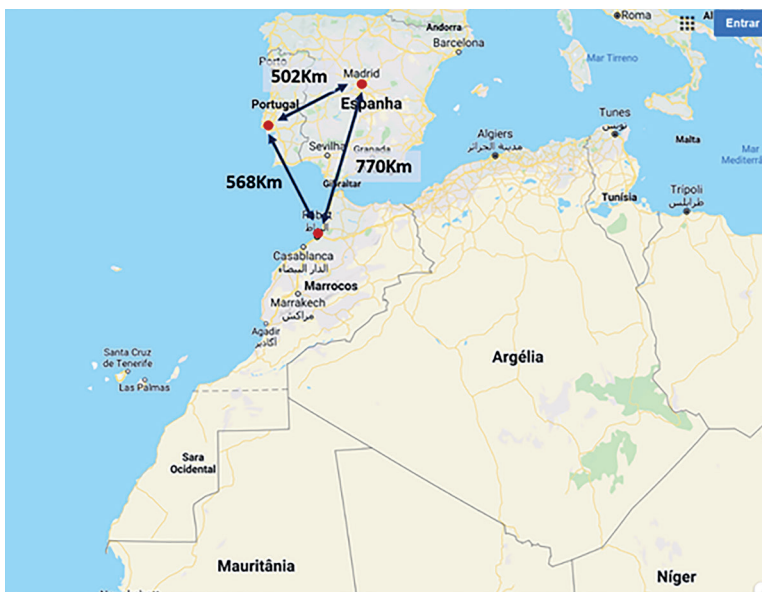 Roma
Entrar
Andorra
Barcelona
Porto
Mar Tirreno
502Km
Madrid
Portugal
Espanha
Tunes
تونس
Algiers
مدينة الجزائر
Malta
Sevilha
Granada
770Km
Mar
Mediterrâ
568Km
Gibraltar
Tunísia
Trípoli
طرابلس
Rabat
الرباط
Casablanca
الدار البيضاء
Marrocos
Marrakech
مراكش
Agadir
أكادير
Argélia
Santa Cruz
de Tenerife
Las Palmas
Sara
Ocidental
Mauritânia
Níger